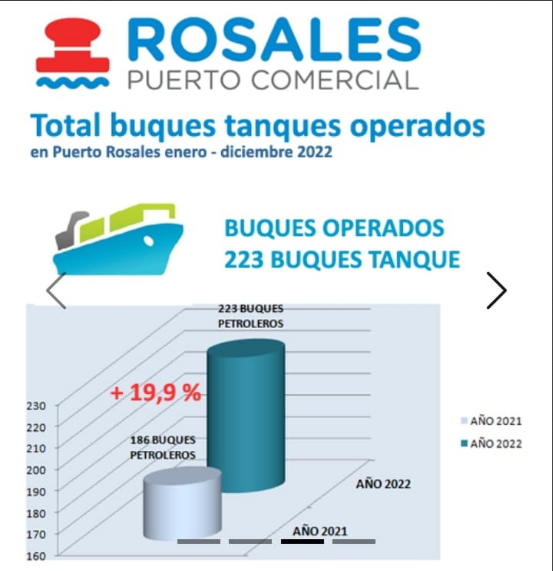 ROSALES
PUERTO COMERCIAL
Total buques tanques operados
en Puerto Rosales enero - diciembre 2022
BUQUES OPERADOS
223 BUQUES TANQUE
223 BUQUES
PETROLEROS
+ 19,9 %
186 BUQUES
PETROLEROS
230
220
210
200
190
180
170
160
AÑO 2022
AÑO 2021
AÑO 2021
AÑO 2022